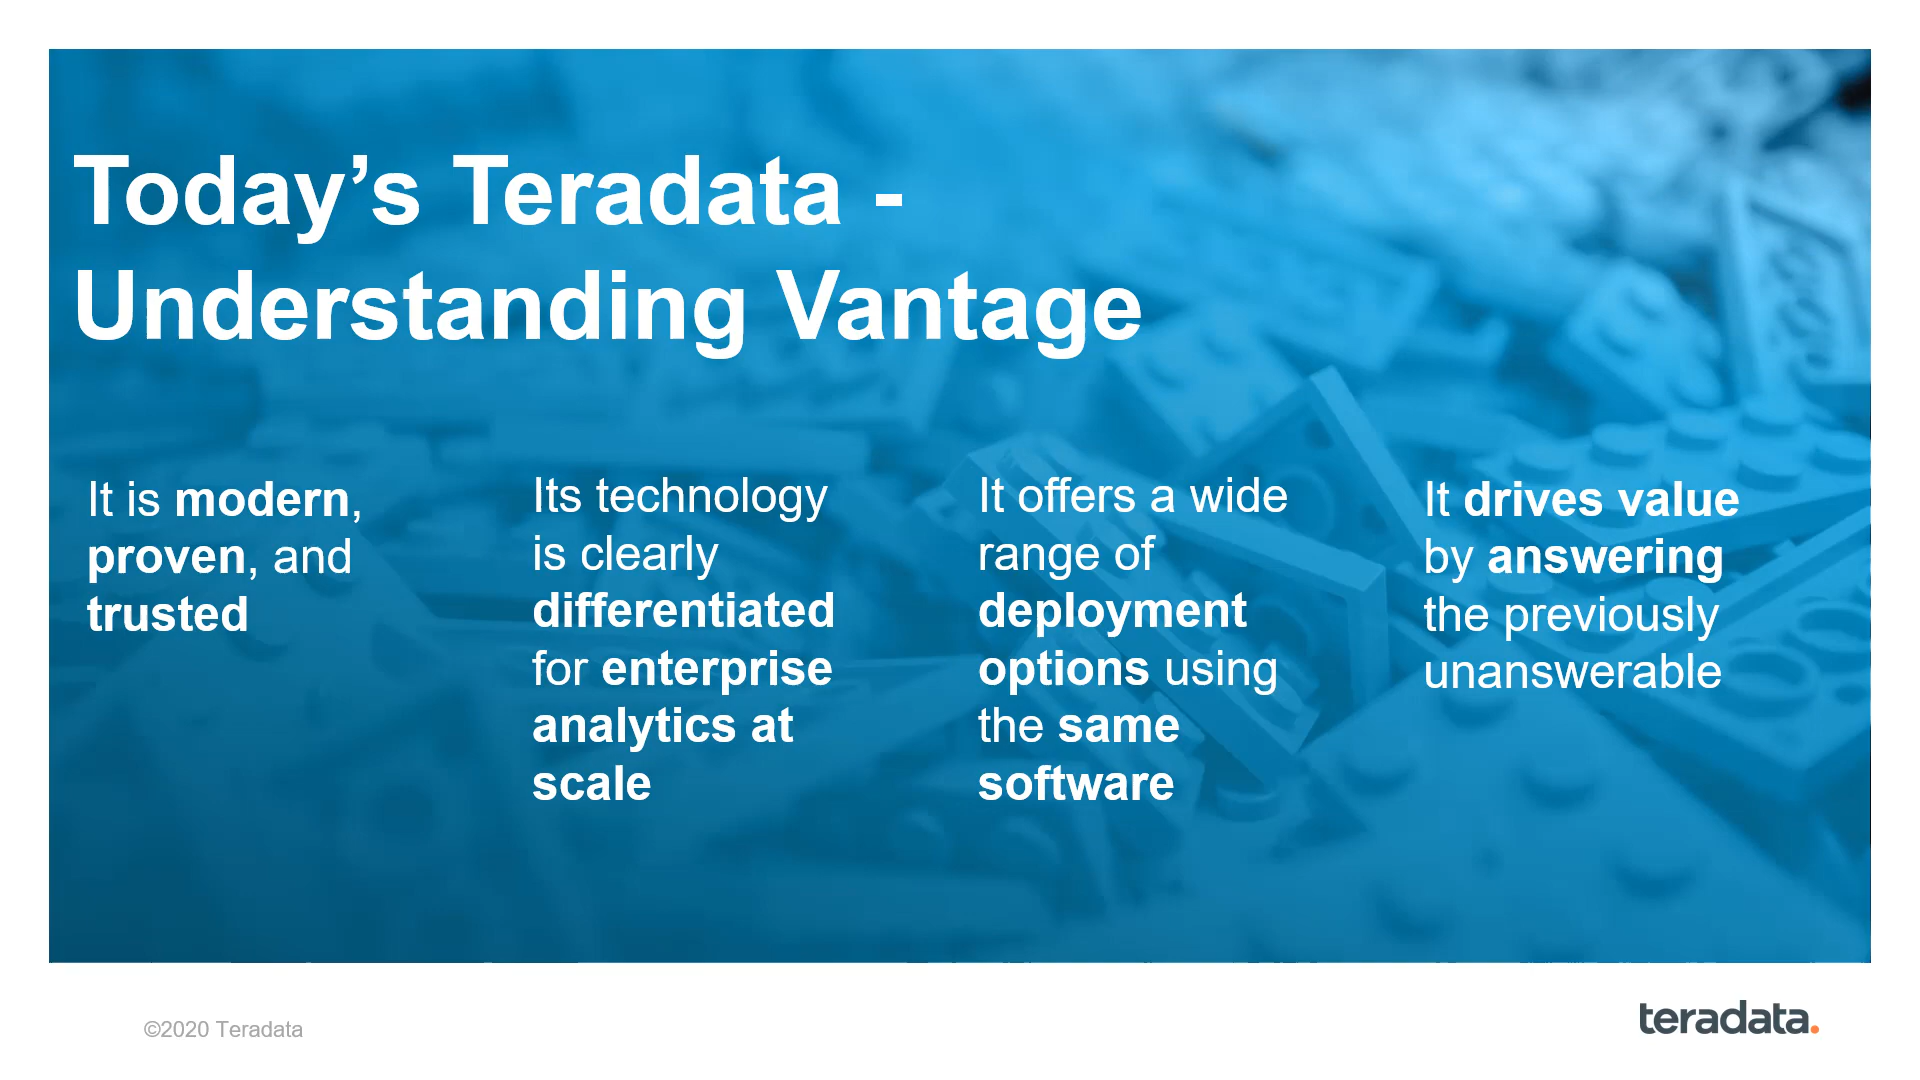 Today’s Teradata -
Understanding Vantage
It is modern,
proven, and
trusted
Its technology
is clearly
differentiated
for enterprise
analytics at
scale
It offers a wide
range of
deployment
options using
the same
software
It drives value
by answering
the previously
unanswerable
©2020 Teradata
teradata.